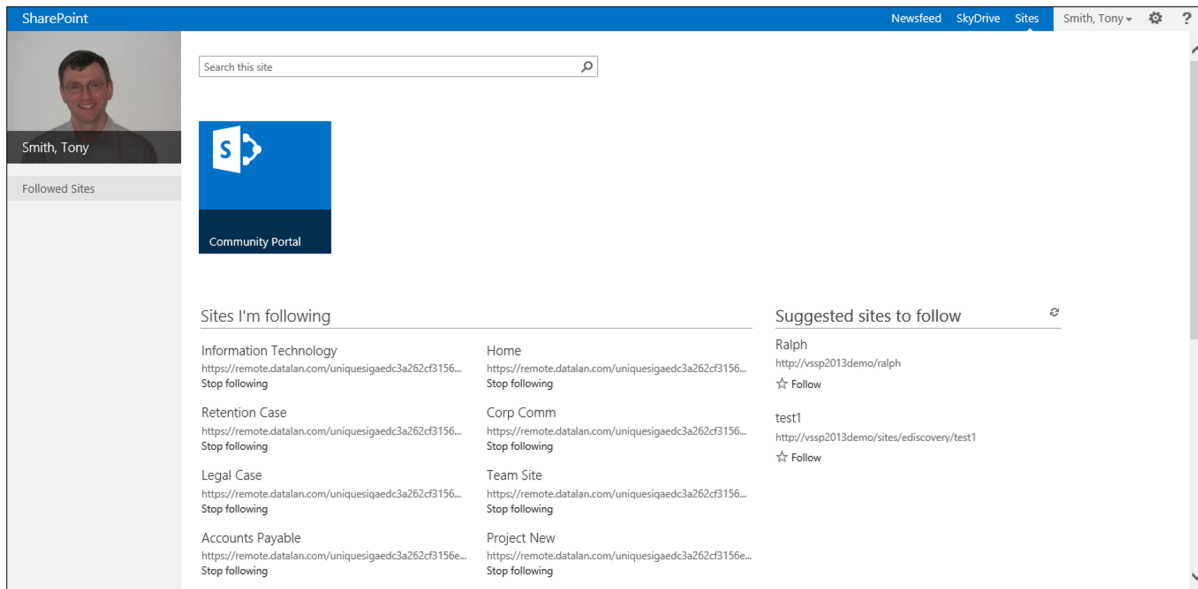 SharePoint
Newsfeed SkyDrive Sites Smith, Tony ?
Smith, Tony
Followed Sites
Search this site
S
Community Portal
Sites I'm following
Information Technology
https://remote.datalan.com/uniquesigaedc3a262cf3156...
Stop following
Retention Case
https://remote.datalan.com/uniquesigaedc3a262cf3156...
Stop following
Legal Case
https://remote.datalan.com/uniquesigaedc3a262cf3156...
Stop following
Accounts Payable
https://remote.datalan.com/uniquesigaedc3a262cf3156e...
Stop following
Home
https://remote.datalan.com/uniquesigaedc3a262cf3156...
Stop following
Corp Comm
https://remote.datalan.com/uniquesigaedc3a262cf3156...
Stop following
Team Site
https://remote.datalan.com/uniquesigaedc3a262cf3156...
Stop following
Project New
https://remote.datalan.com/uniquesigaedc3a262cf3156e...
Stop following
Suggested sites to follow
Ralph
http://vssp2013demo/ralph
Follow
test1
http://vssp2013demo/sites/ediscovery/test1
Follow